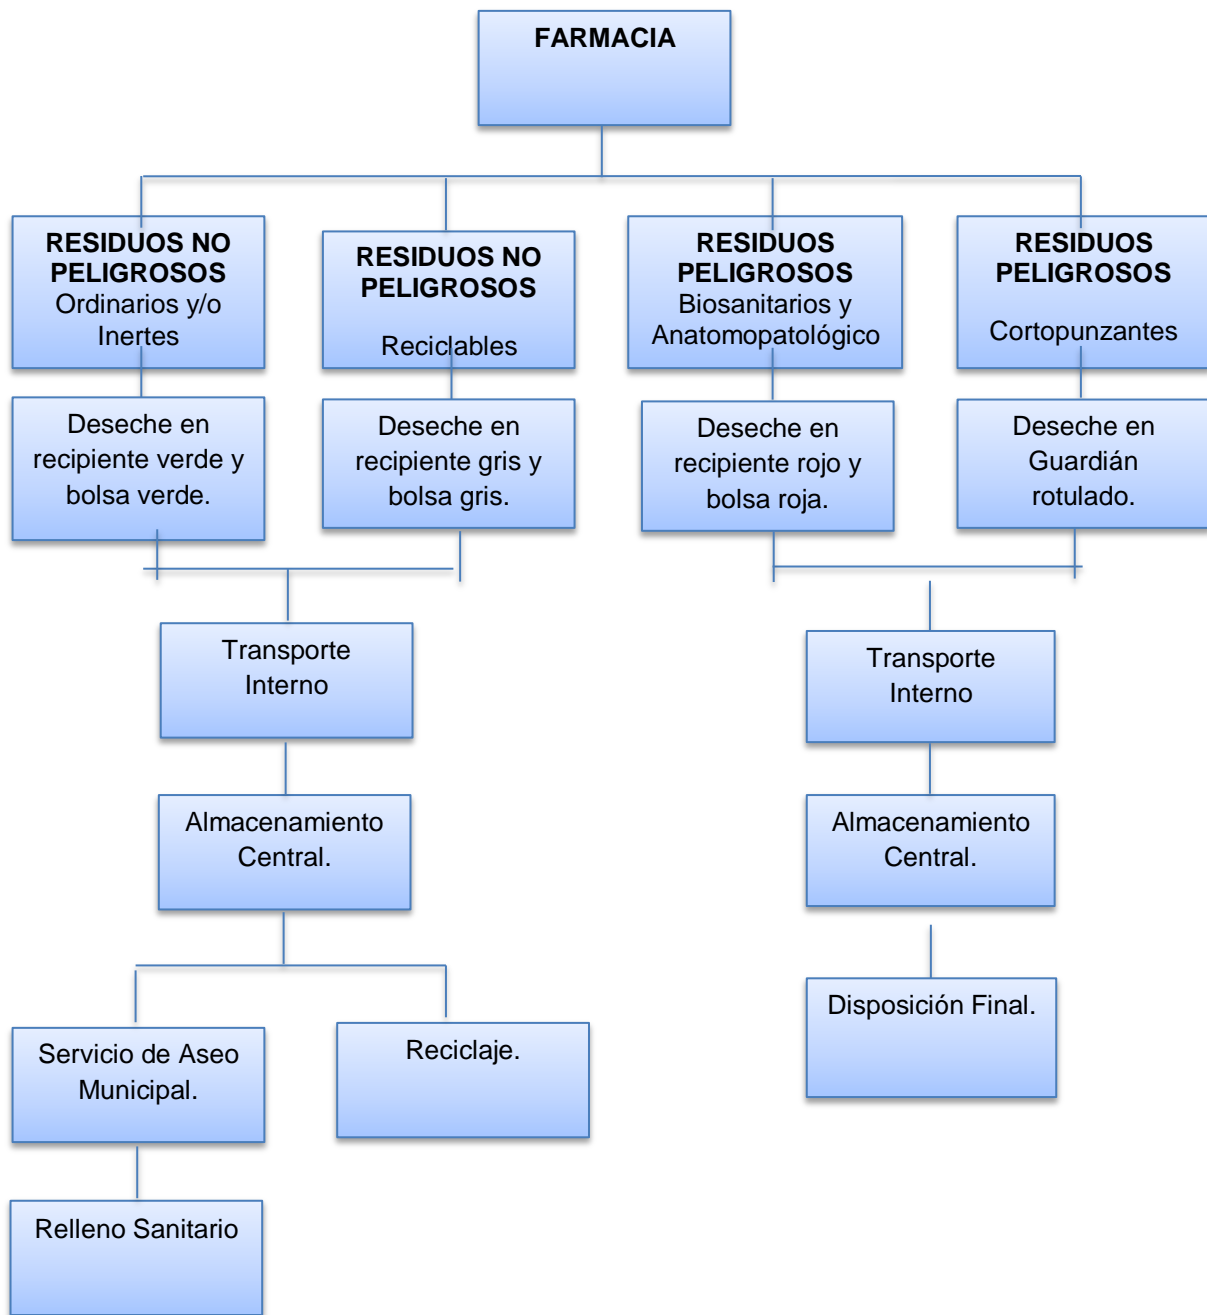 FARMACIA
RESIDUOS NO
PELIGROSOS
Ordinarios y/o
Inertes
RESIDUOS NO
PELIGROSOS
Reciclables
RESIDUOS
PELIGROSOS
Biosanitarios y
Anatomopatológico
RESIDUOS
PELIGROSOS
Cortopunzantes
Deseche en
recipiente verde y
bolsa verde.
Deseche en
recipiente gris y
bolsa gris.
Deseche en
recipiente rojo y
bolsa roja.
Deseche en
Guardián
rotulado.
Transporte
Interno
Transporte
Interno
Almacenamiento
Central.
Almacenamiento
Central.
Servicio de Aseo
Municipal.
Reciclaje.
Disposición Final.
Relleno Sanitario